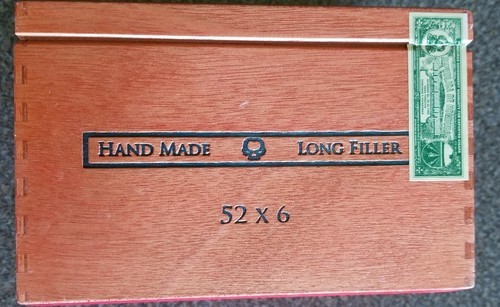 HAND MADE LONG FILLER
52 X 6